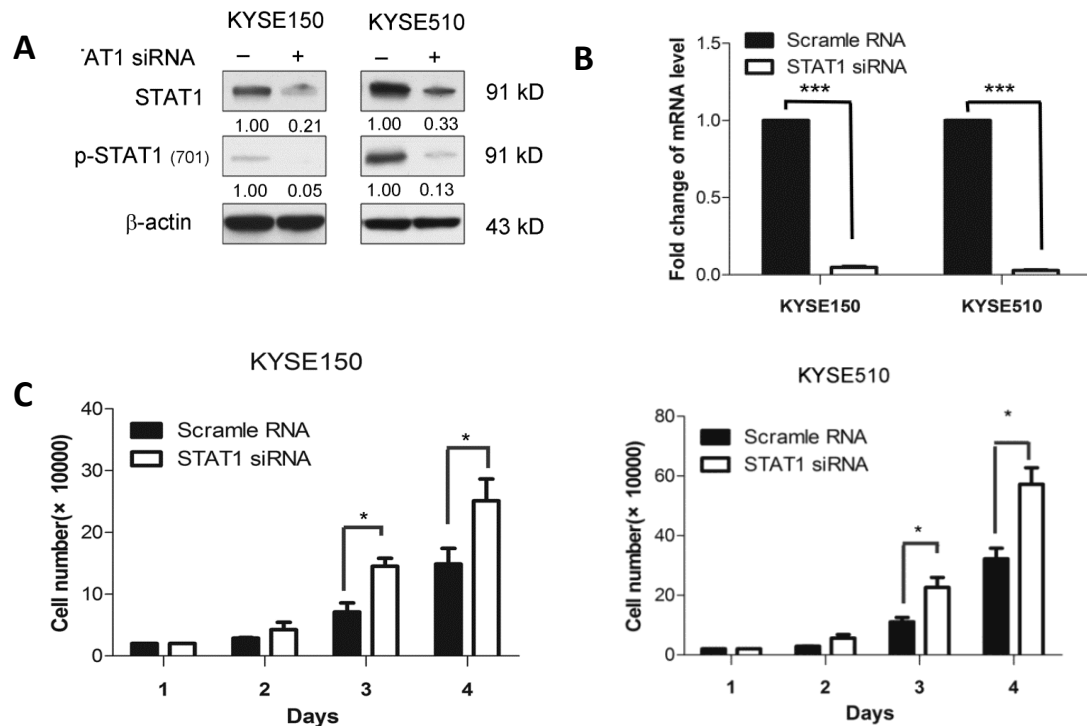 A
KYSE150
KYSE510
AT1 siRNA
– +
– +
STAT1
91 kD
1.00 0.21
1.00 0.33
p-STAT1 (701)
91 kD
1.00 0.05
1.00 0.13
β-actin
43 kD
B
Scramle RNA
STAT1 siRNA
Fold change of mRNA level
1.5
1.0
0.5
0.0
***
***
KYSE150
KYSE510
C
KYSE150
Scramle RNA
STAT1 siRNA
Cell number(× 10000)
40
30
20
10
0
*
*
1 2 3 4
Days
KYSE510
Scramle RNA
STAT1 siRNA
Cell number(× 10000)
80
60
40
20
0
*
*
1 2 3 4
Days